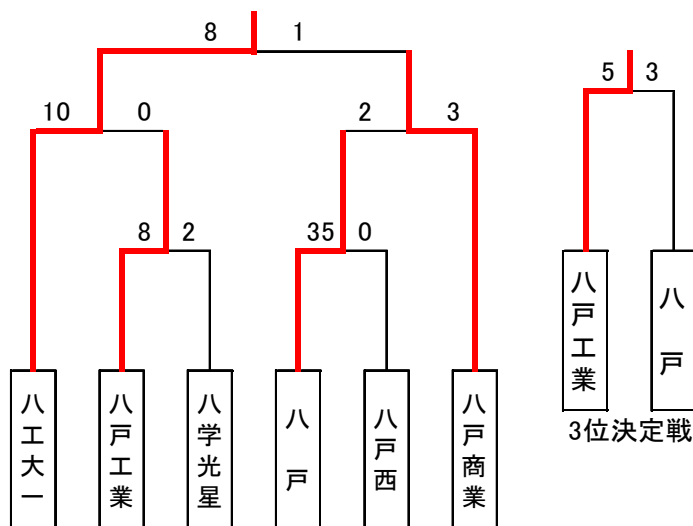 8 1
5 3
10 0 2 3
8 2 35 0
八工大一
八戸工業
八学光星
八戸
八戸西
八戸商業
八戸工業
八戸
3位決定戦